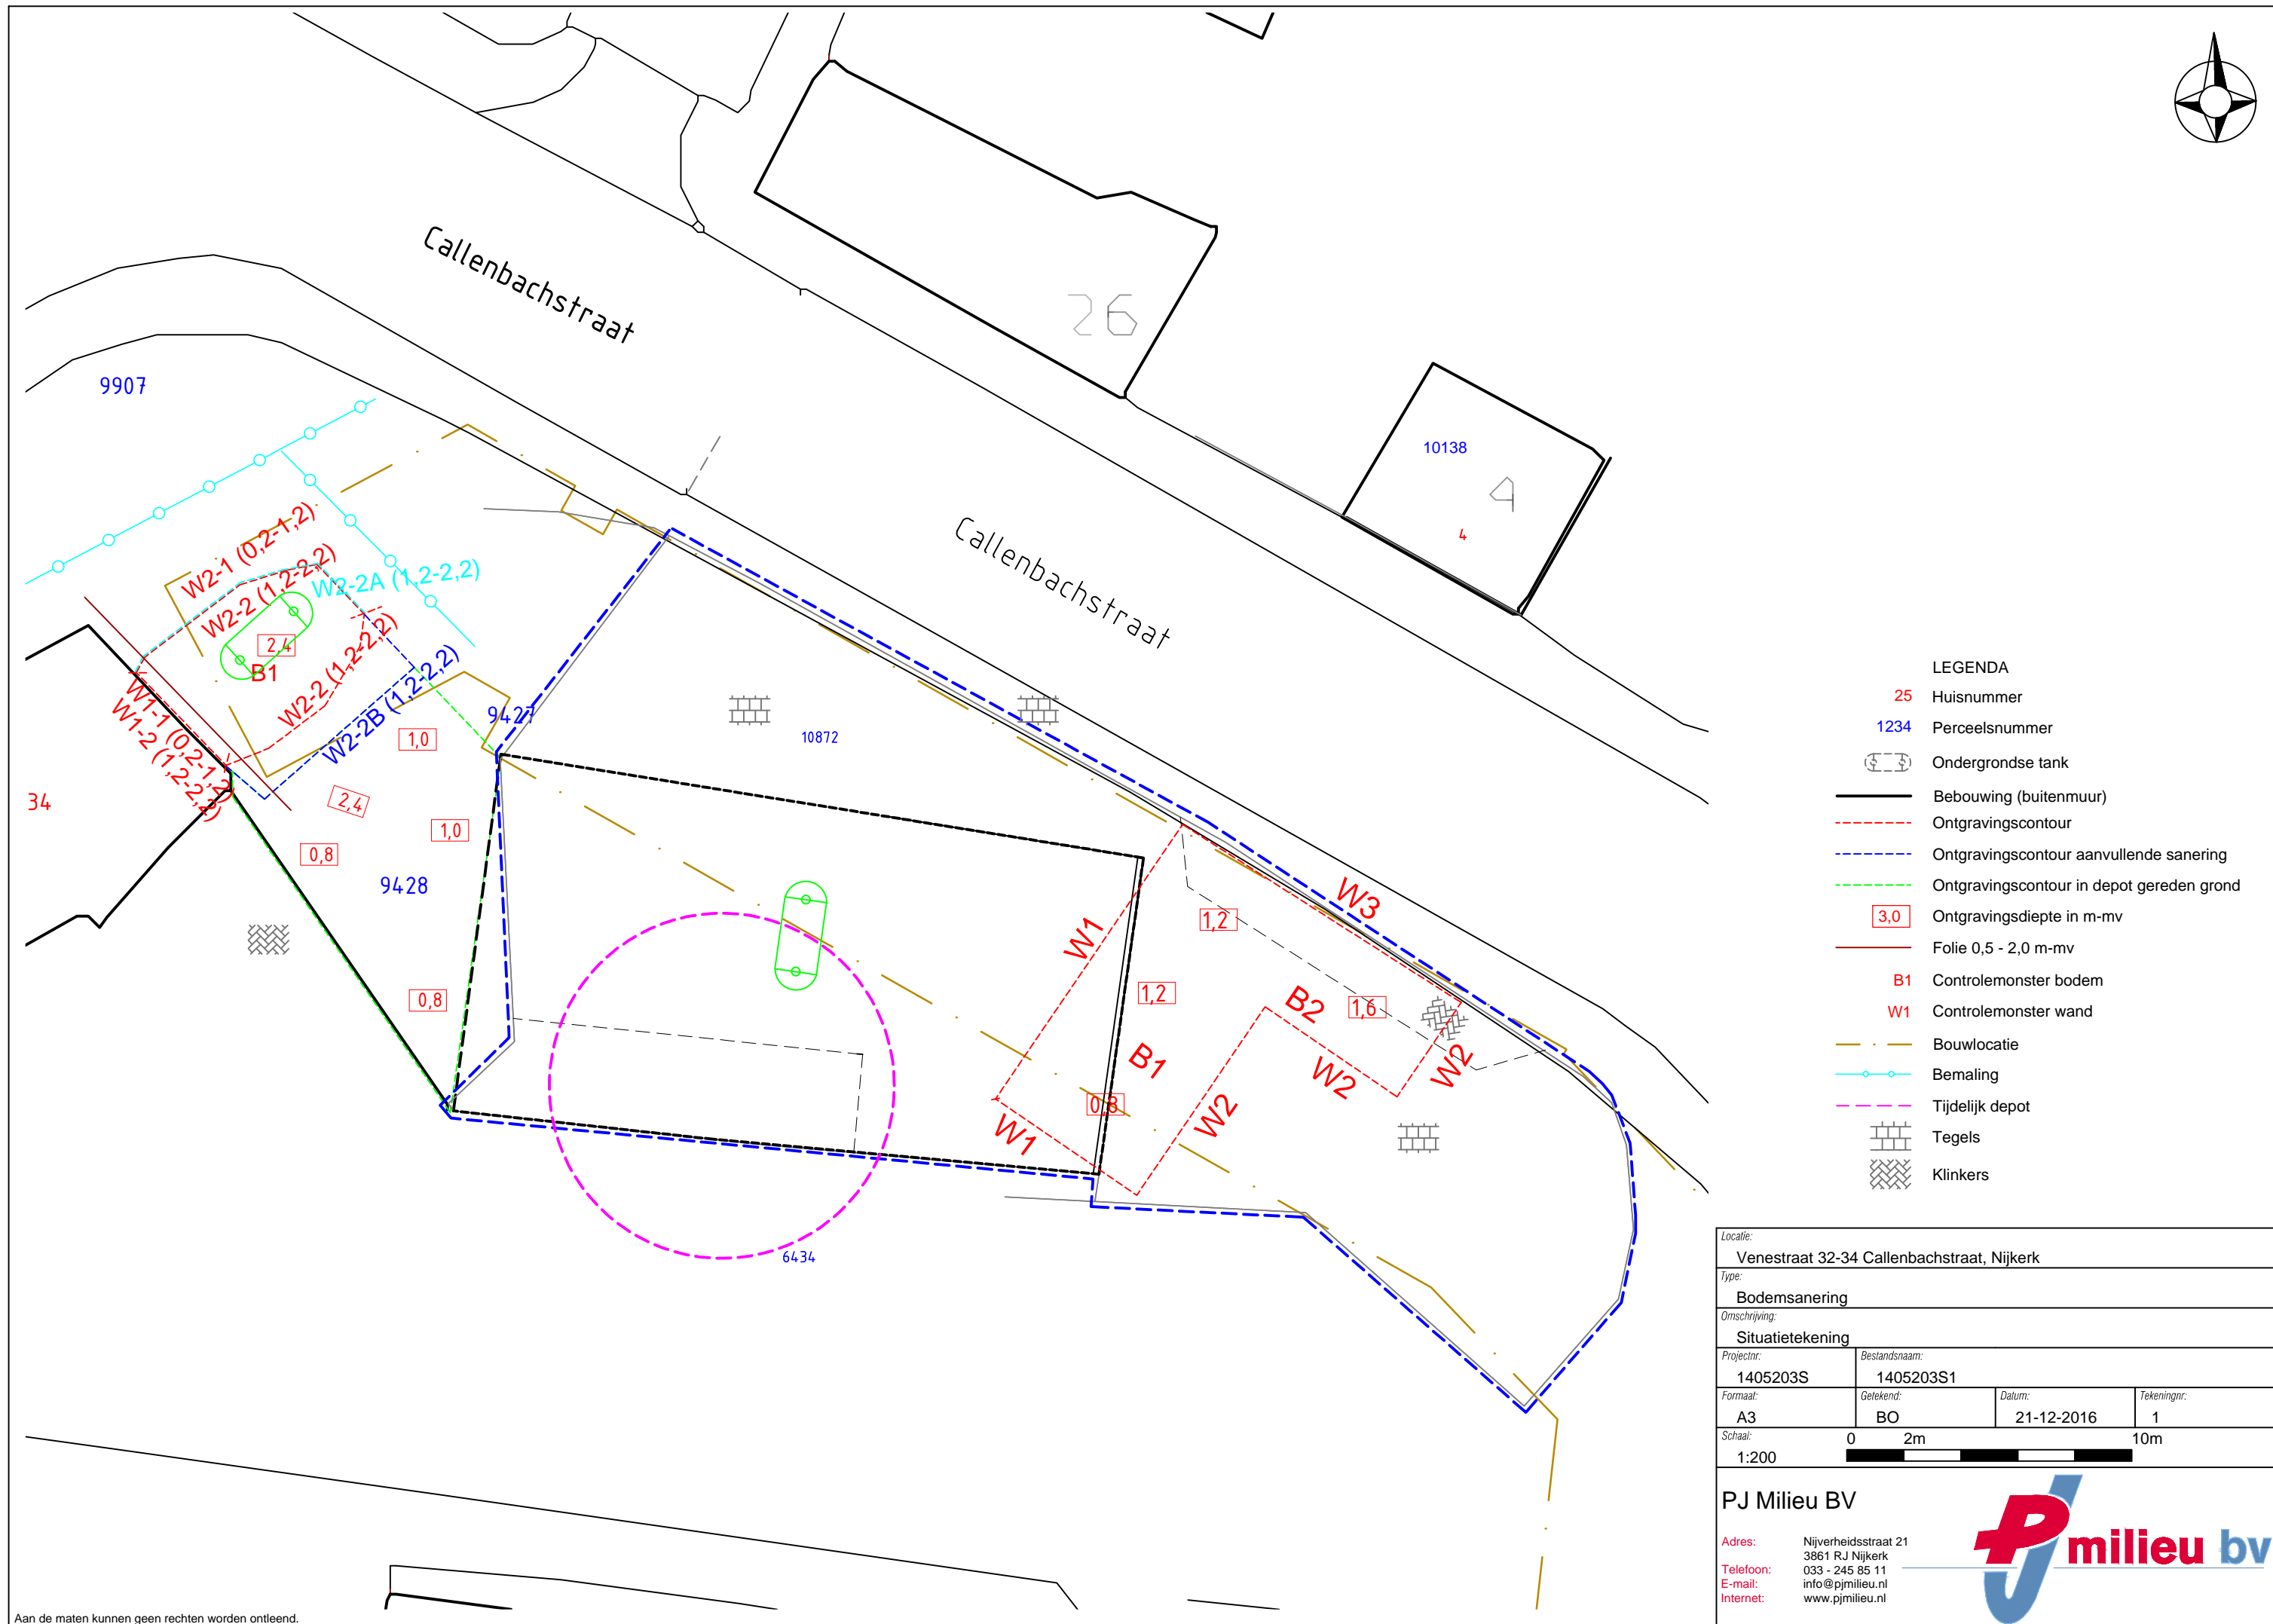 Callenbachstraat
26
9907
10138
4
4
Callenbachstraat
W2-1 (0,2-1,2)
W2-2 (1,2-2,2)
W2-2A (1,2-2,2)
2,4
B1
W2-2 (1,2-2,2)
W2-2B (1,2-2,2)
W1-1 (0,2-1,2)
W1-2 (1,2-2,2)
9427
1,0
10872
34
2,4
1,0
0,8
9428
0,8
W1
W3
1,2
1,2
B2
1,6
B1
W2
W2
0,8
W2
W1
6434
LEGENDA
25 Huisnummer
1234 Perceelsnummer
Ondergrondse tank
Bebouwing (buitenmuur)
Ontgravingscontour
Ontgravingscontour aanvullende sanering
Ontgravingscontour in depot gereden grond
3,0 Ontgravingsdiepte in m-mv
Folie 0,5 - 2,0 m-mv
B1 Controlemonster bodem
W1 Controlemonster wand
Bouwlocatie
Bemaling
Tijdelijk depot
Tegels
Klinkers
Locatie:
Venestraat 32-34 Callenbachstraat, Nijkerk
Type:
Bodemsanering
Omschrijving:
Situatietekening
Projectnr: Bestandsnaam:
1405203S 1405203S1
Formaat: Getekend: Datum: Tekeningnr:
A3 BO 21-12-2016 1
Schaal: 0 2m 10m
1:200
PJ Milieu BV
Adres: Nijverheidsstraat 21
3861 RJ Nijkerk
Telefoon: 033 - 245 85 11
E-mail: info@pjmilieu.nl
Internet: www.pjmilieu.nl
PJ milieu bv
Aan de maten kunnen geen rechten worden ontleend.